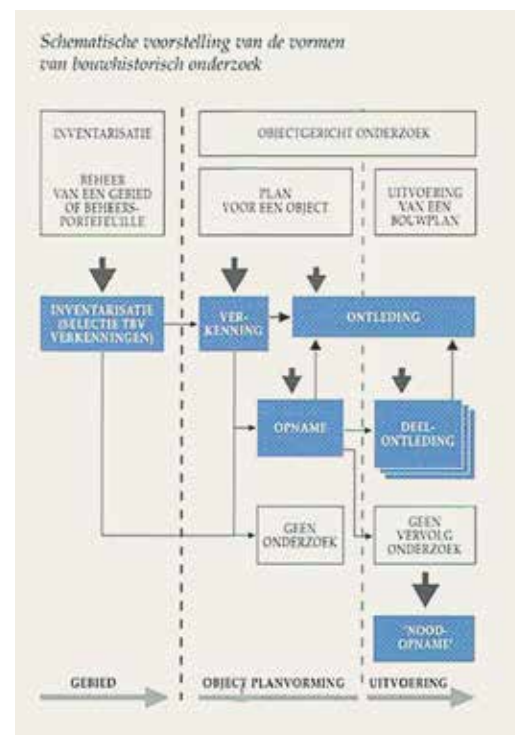 Schematische voorstelling van de vormen
van bouwhistorisch onderzoek
INVENTARISATIE
BEHEER
VAN EEN GEBIED
OF BEHEERS-
PORTEFEUILLE
OBJECTGERICHT ONDERZOEK
PLAN
VOOR EEN OBJECT
UITVOERING
VAN EEN
BOUWPLAN
INVENTARISATIE
(SELECTIE TBV
VERKENNINGEN)
VER-
KENNING
ONTLEDING
OPNAME
DEEL-
ONTLEDING
GEEN
ONDERZOEK
GEEN
VERVOLG
ONDERZOEK
'NOOD-
OPNAME'
GEBIED
OBJECT PLANVORMING
UITVOERING